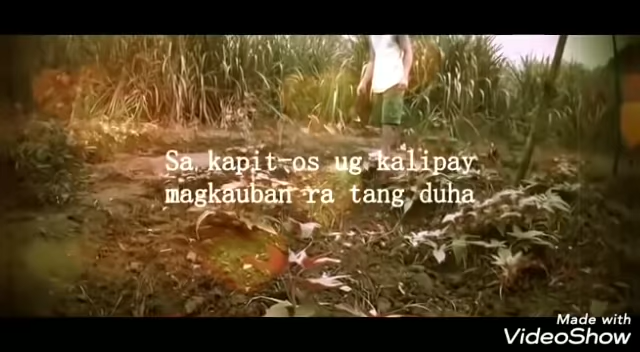 Sa kapit-os ug kalipay
magkauban ra tang duha
Made with
VideoShow